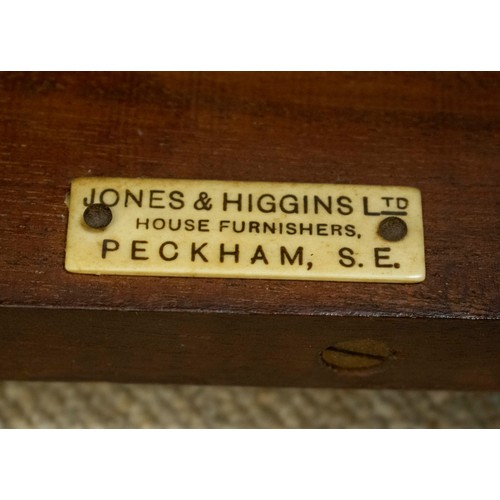 JONES & HIGGINS LTD
HOUSE FURNISHERS,
PECKHAM, S.E.